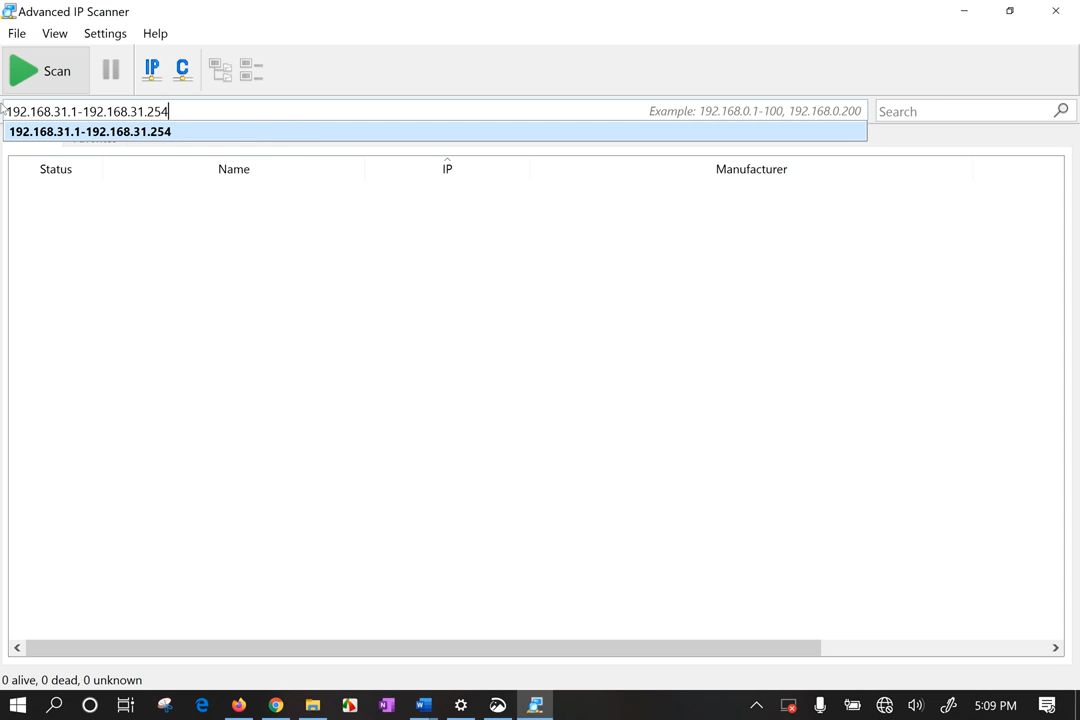 Advanced IP Scanner
File View Settings Help
Scan IP C
192.168.31.1-192.168.31.254 Example: 192.168.0.1-100, 192.168.0.200 Search
192.168.31.1-192.168.31.254
Status Name IP Manufacturer
0 alive, 0 dead, 0 unknown
5:09 PM